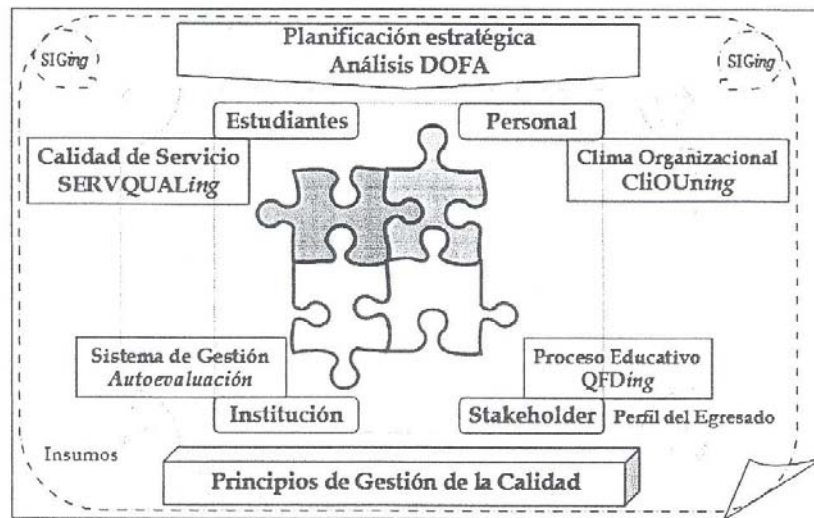 Planificación estratégica
Análisis DOFA
SIGing
SIGing
Estudiantes
Personal
Calidad de Servicio
SERVQUALing
Clima Organizacional
CliOUning
Sistema de Gestión
Autoevaluación
Proceso Educativo
QFDing
Institución
Stakeholder
Perfil del Egresado
Insumos
Principios de Gestión de la Calidad